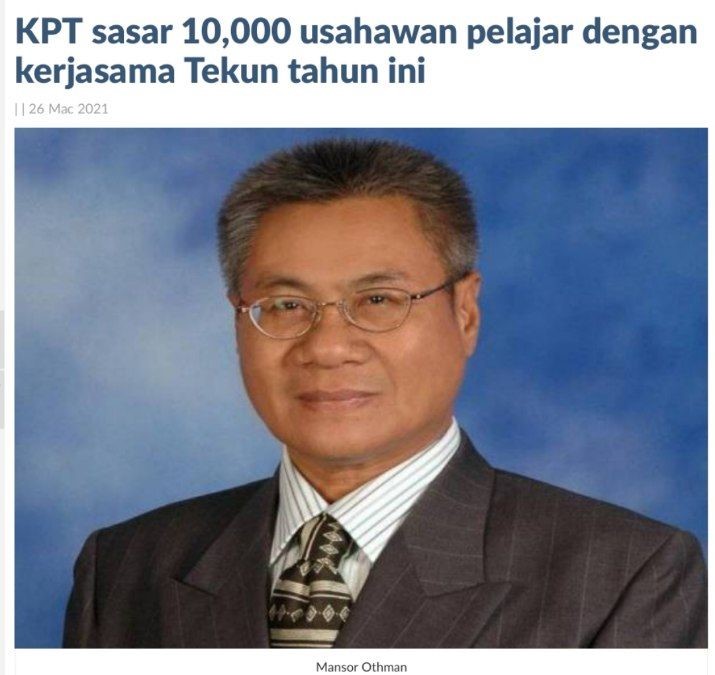 KPT sasar 10,000 usahawan pelajar dengan
kerjasama Tekun tahun ini
| | 26 Mac 2021
Mansor Othman